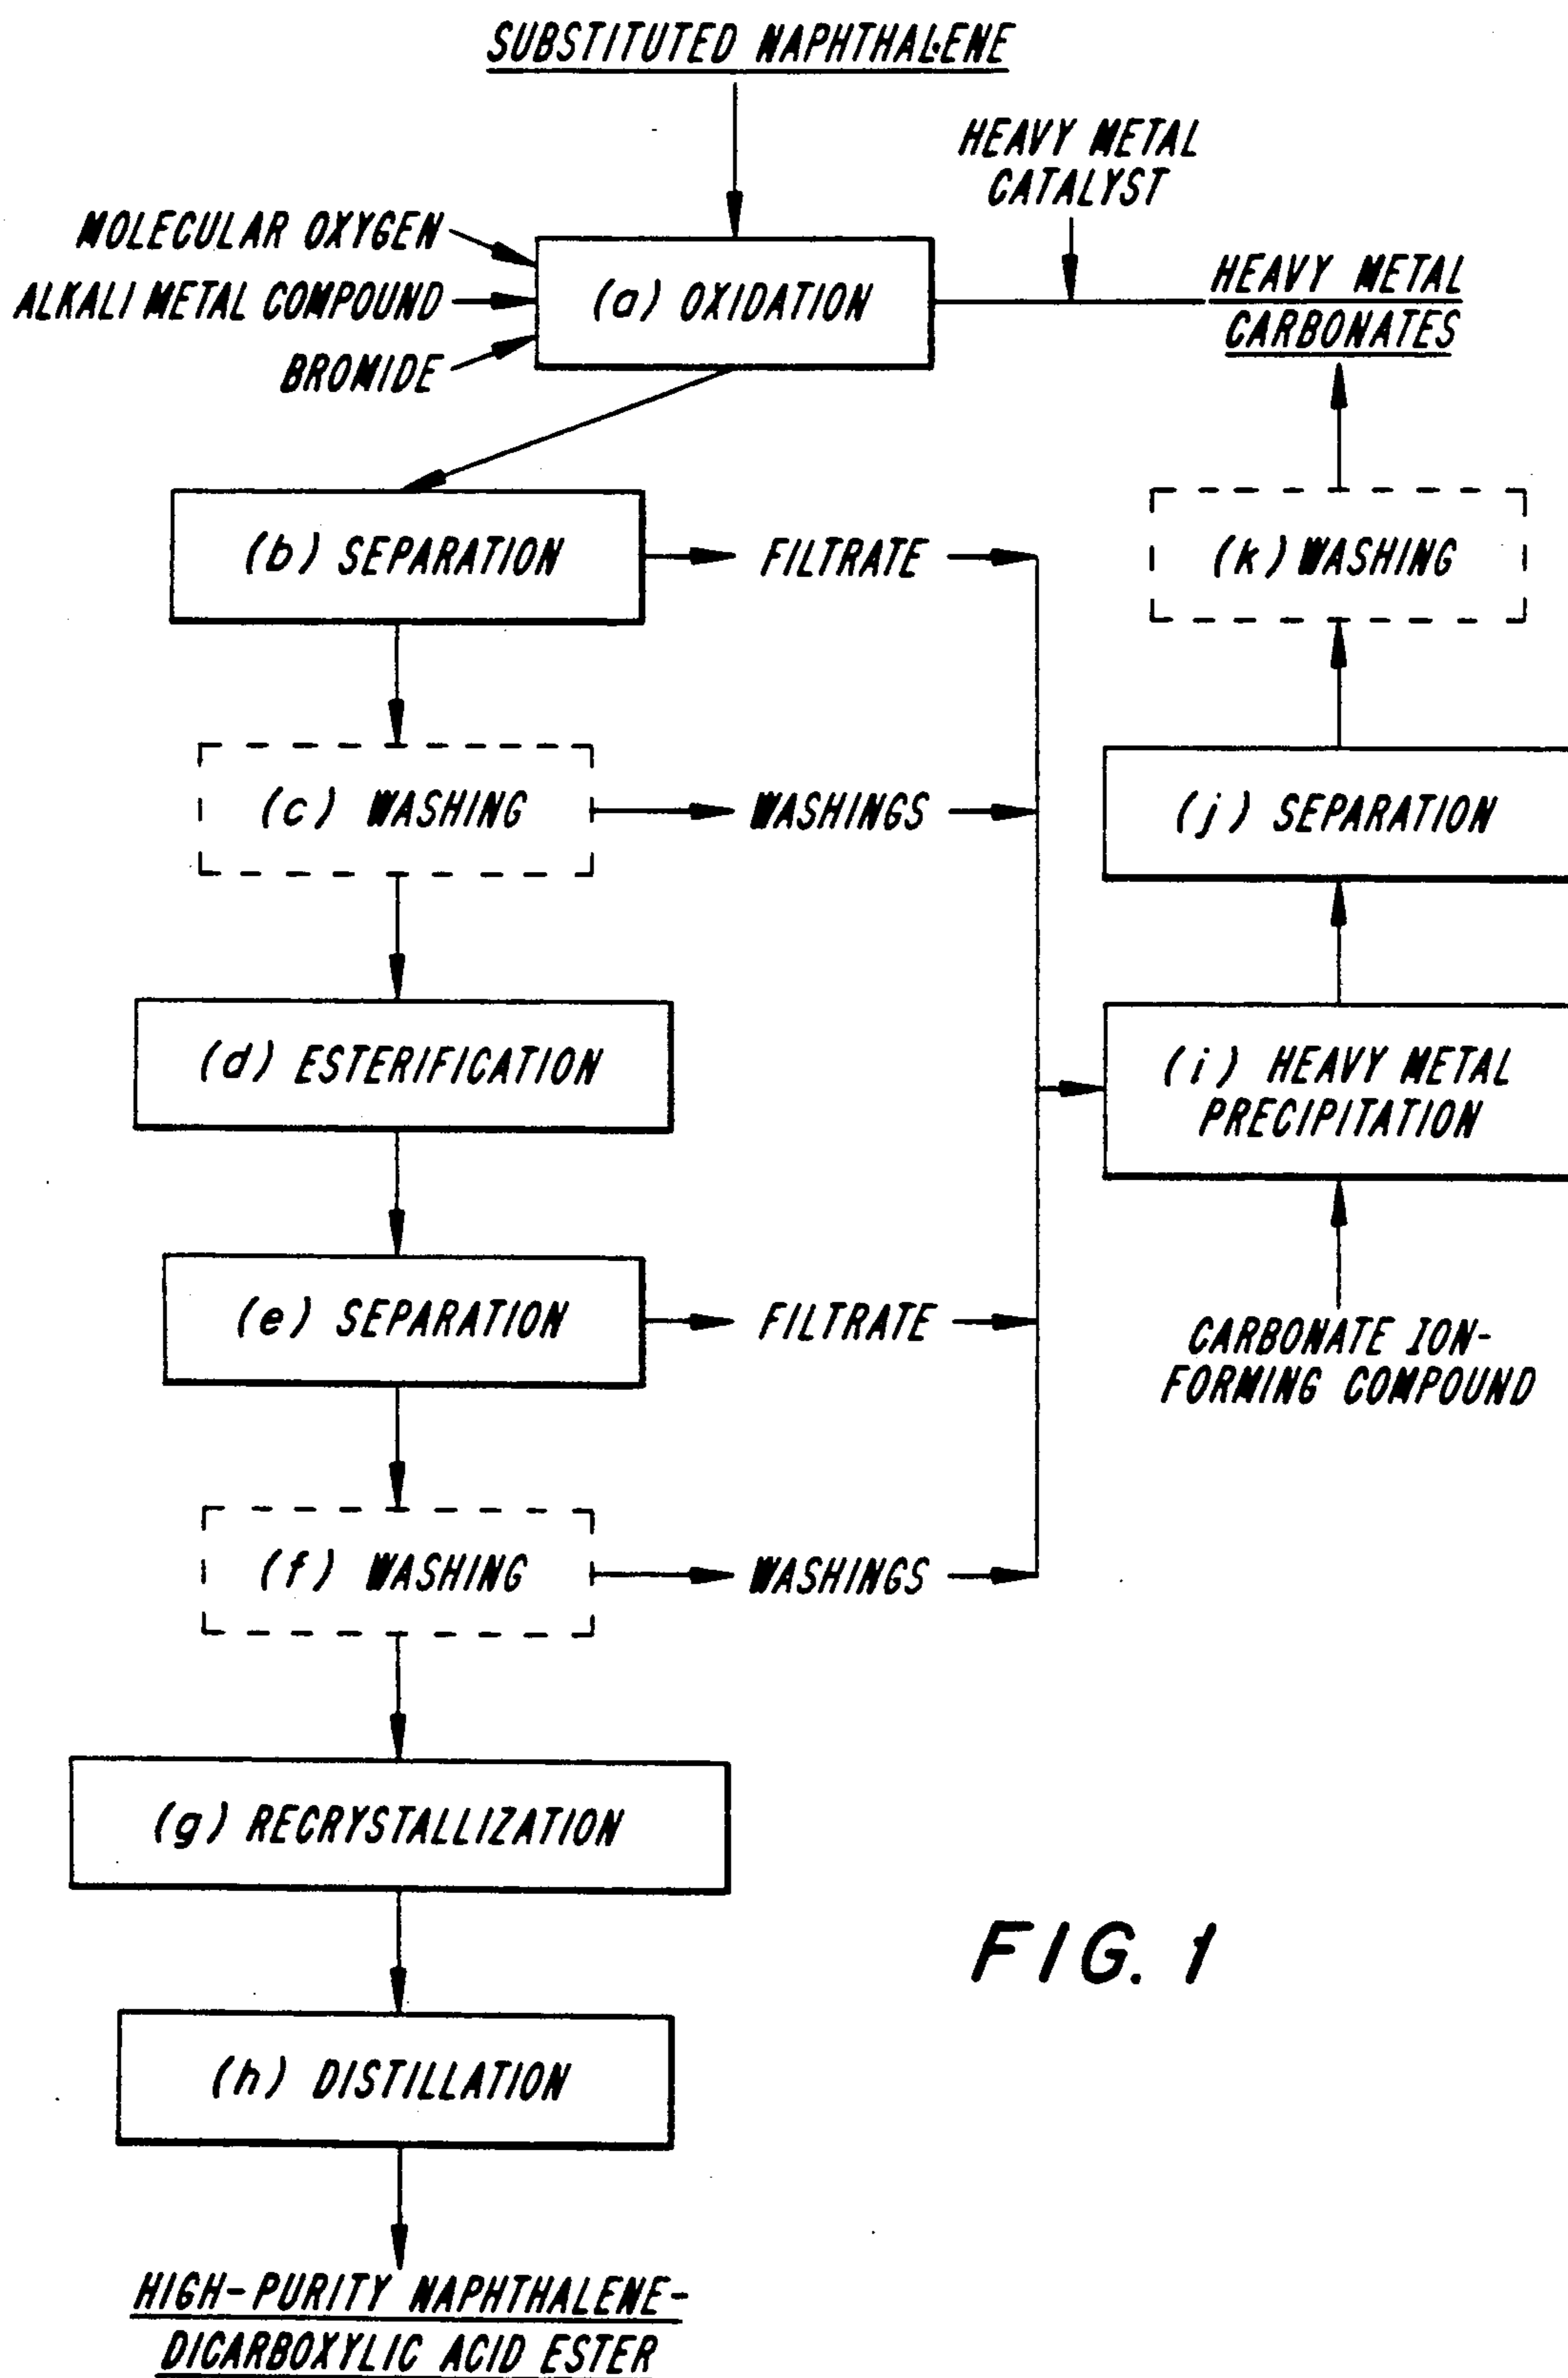 SUBSTITUTED NAPHTHALENE
HEAVY METAL
CATALYST
MOLECULAR OXYGEN
ALKALI METAL COMPOUND
BROMIDE
(a) OXIDATION
HEAVY METAL
CARBONATES
(b) SEPARATION
FILTRATE
(k) WASHING
(c) WASHING
WASHINGS
(j) SEPARATION
(d) ESTERIFICATION
(i) HEAVY METAL
PRECIPITATION
(e) SEPARATION
FILTRATE
CARBONATE ION-
FORMING COMPOUND
(f) WASHING
WASHINGS
(g) RECRYSTALLIZATION
FIG. 1
(h) DISTILLATION
HIGH-PURITY NAPHTHALENE-
DICARBOXYLIC ACID ESTER